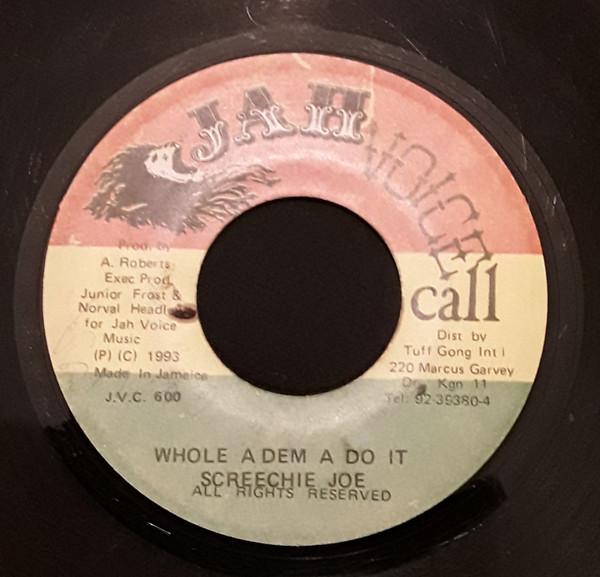 JAH
VOICE
call
Prod. by
A. Roberts
Exec Prod.
Junior Frost &
Norval Headl
for Jah Voice
Music
(P) (C) 1993
Made In Jamaica
J.V.C. 600
Dist by
Tuff Gong Int l
220 Marcus Garvey
Dr. Kgn 11
Tel: 92-39380-4
WHOLE A DEM A DO IT
SCREECHIE JOE
ALL RIGHTS RESERVED